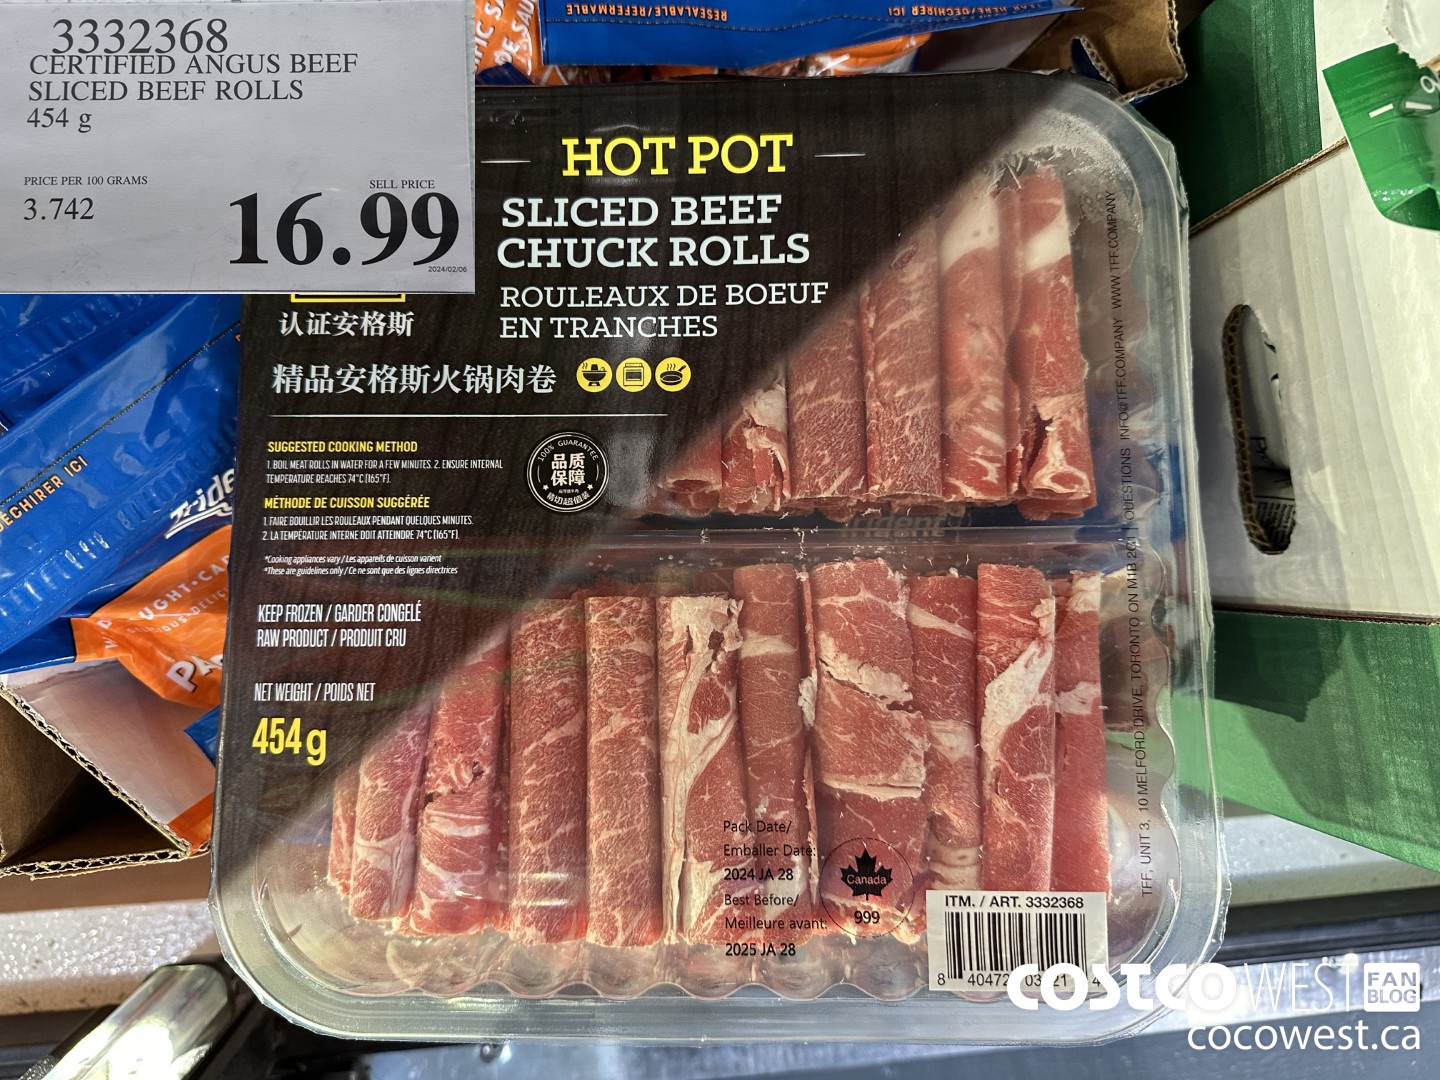 3332368
CERTIFIED ANGUS BEEF
SLICED BEEF ROLLS
454 g
PRICE PER 100 GRAMS
3.742
SELL PRICE
16.99
2024/02/06
RESEALABLE/REFERMABLE
DÉCHIRER ICI
HOT POT
SLICED BEEF
CHUCK ROLLS
ROULEAUX DE BOEUF
EN TRANCHES
认证安格斯
精品安格斯火锅肉卷
SUGGESTED COOKING METHOD
1. BOIL MEAT ROLLS IN WATER FOR A FEW MINUTES. 2. ENSURE INTERNAL
TEMPERATURE REACHES 74°C (165°F).
MÉTHODE DE CUISSON SUGGÉRÉE
1. FAIRE BOUILLIR LES ROULEAUX PENDANT QUELQUES MINUTES.
2. LA TEMPÉRATURE INTERNE DOIT ATTEINDRE 74°C (165°F).
*Cooking appliances vary / Les appareils de cuisson varient
*These are guidelines only / Ce ne sont que des lignes directrices
100% GUARANTEE
品质
保障
KEEP FROZEN / GARDER CONGELÉ
RAW PRODUCT / PRODUIT CRU
NET WEIGHT / POIDS NET
454 g
Pack Date/
Emballer Date:
2024 JA 28
Best Before/
Meilleure avant:
2025 JA 28
Canada
999
TFF, UNIT 3, 10 MELFORD DRIVE, TORONTO ON M1B 2G1 QUESTIONS INFO@TFF.COMPANY WWW.TFF.COMPANY
ITM. / ART. 3332368
8 40472 03 21 4
COSTCO WEST FAN
BLOG
cocowest.ca